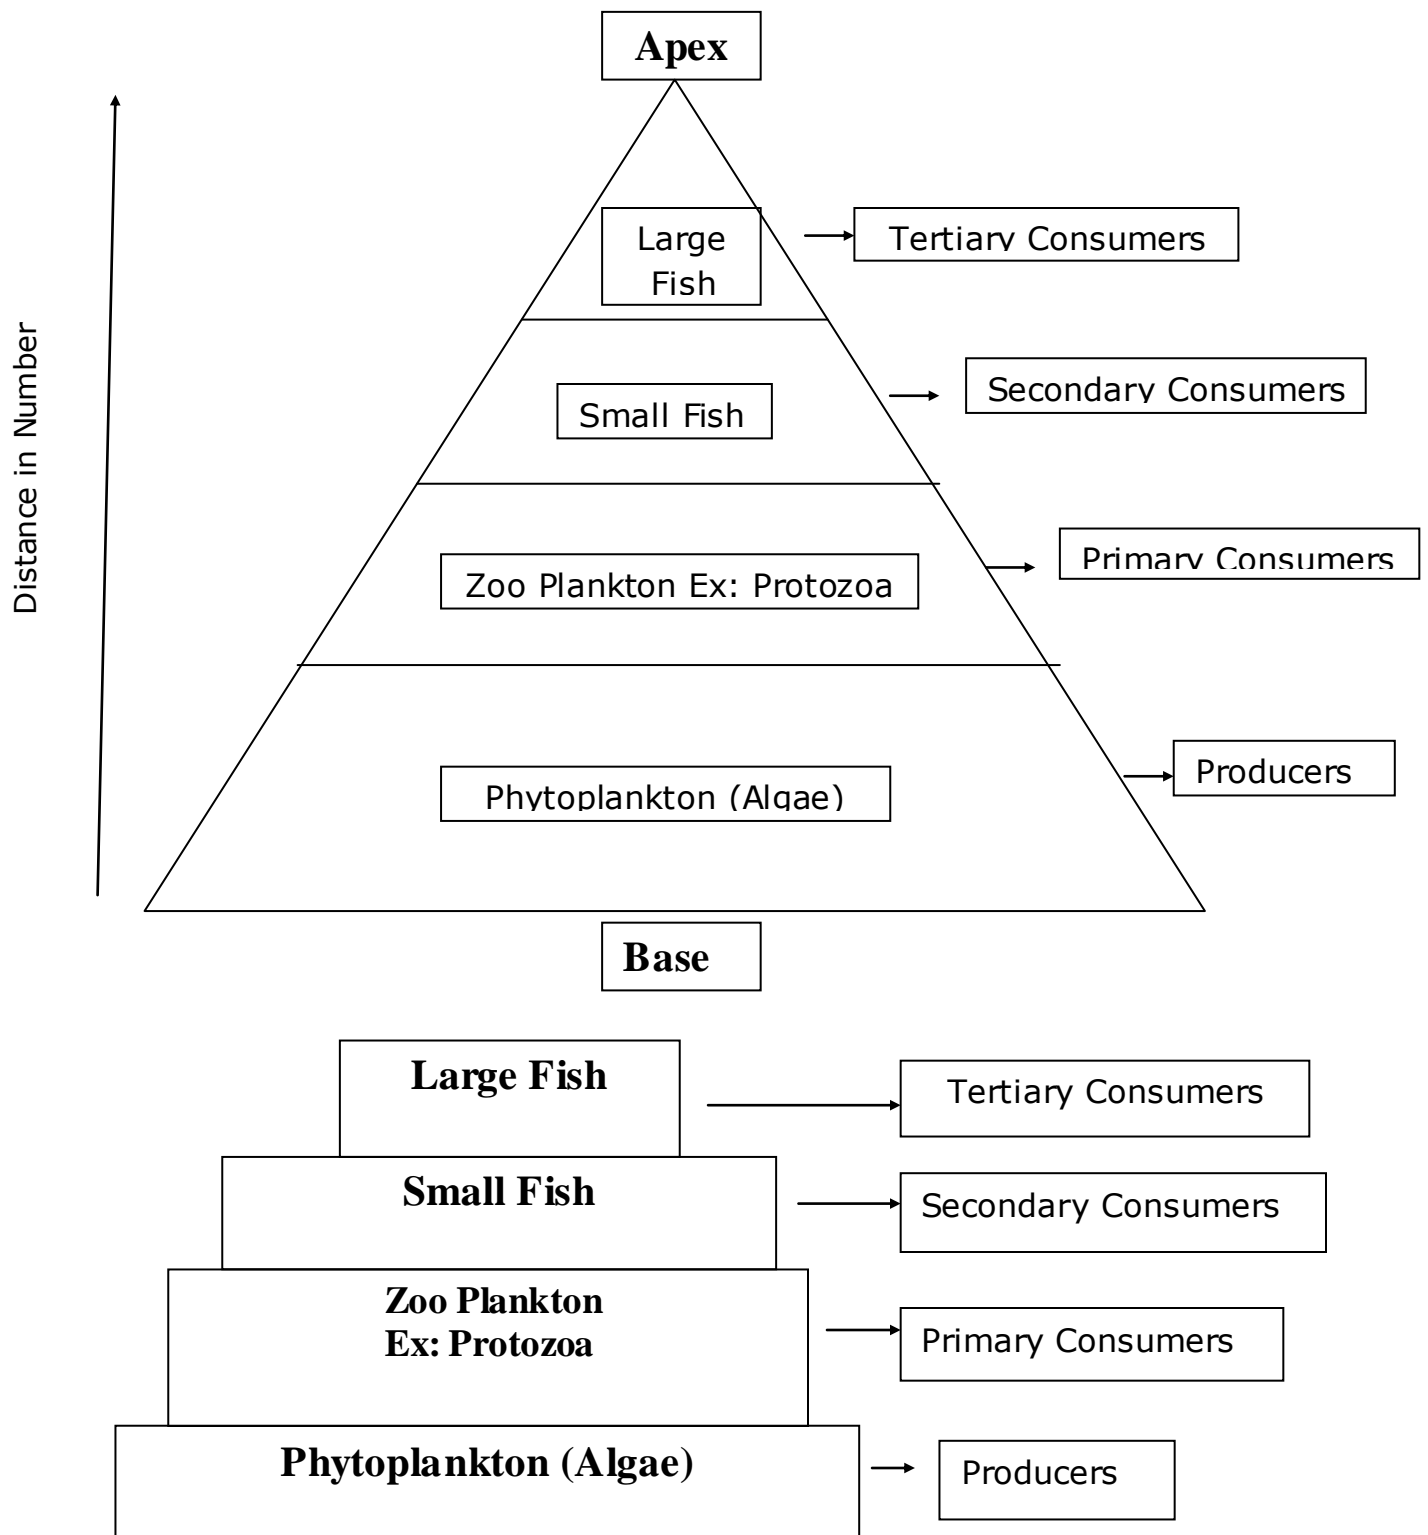 Apex
Large
Fish
Tertiary Consumers
Distance in Number
Small Fish
Secondary Consumers
Zoo Plankton Ex: Protozoa
Primary Consumers
Phytoplankton (Algae)
Producers
Base
Large Fish
Tertiary Consumers
Small Fish
Secondary Consumers
Zoo Plankton
Ex: Protozoa
Primary Consumers
Phytoplankton (Algae)
Producers